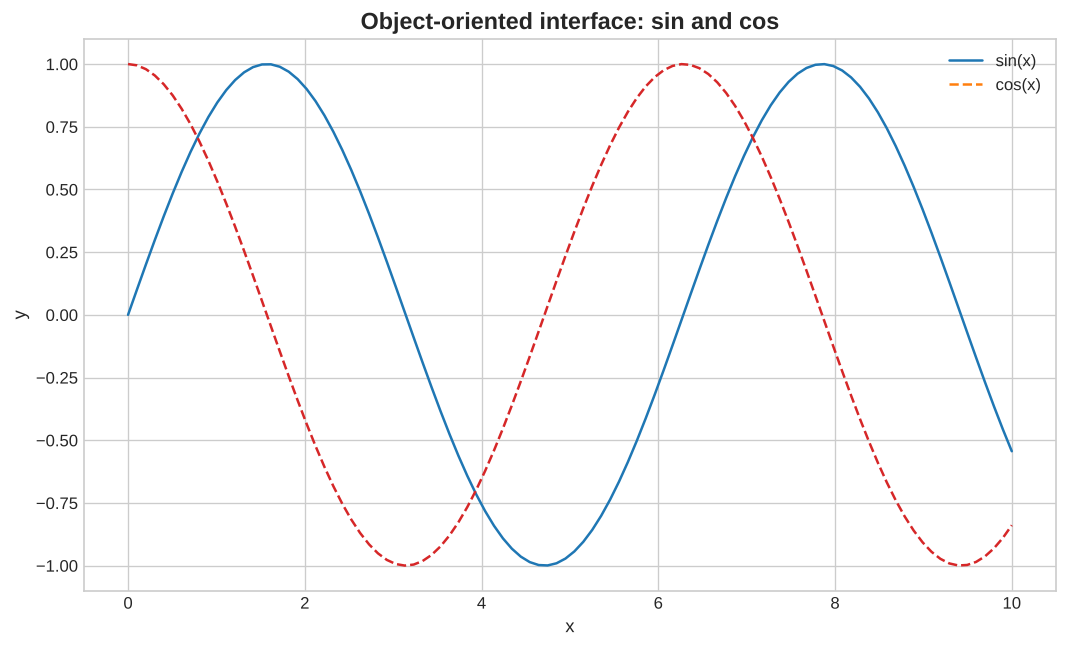 Object-oriented interface: sin and cos
sin(x)
cos(x)
1.00
0.75
0.50
0.25
0.00
−0.25
−0.50
−0.75
−1.00
y
0 2 4 6 8 10
x